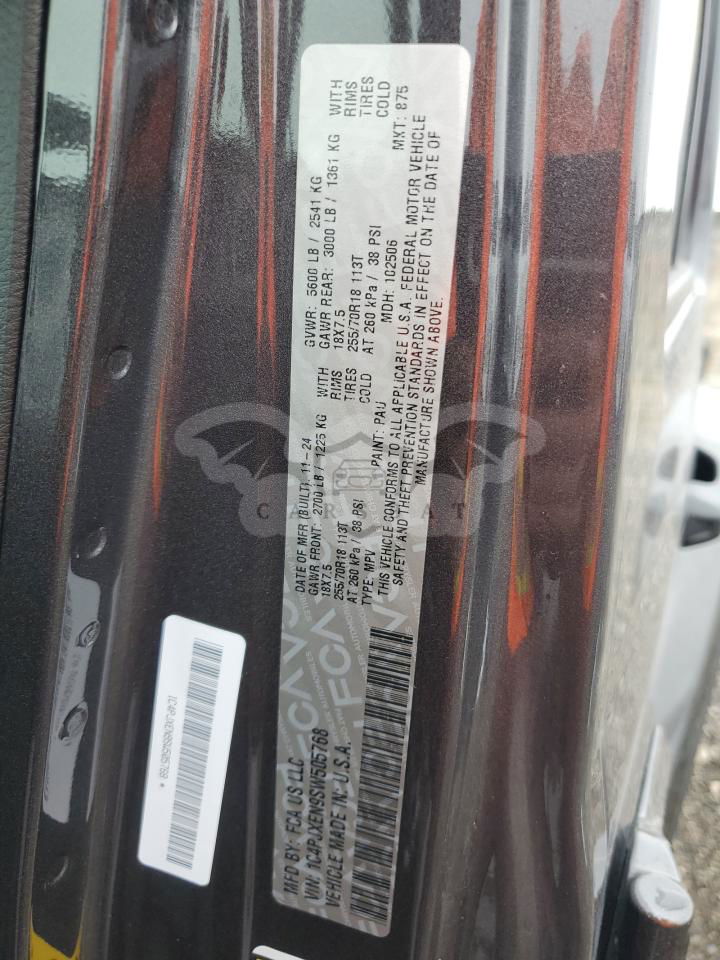 MFD BY: FCA US LLC
DATE OF MFR (BUILT): 11-24
GVWR: 5600 LB / 2541 KG
GAWR FRONT: 2700 LB / 1225 KG WITH
GAWR REAR: 3000 LB / 1361 KG WITH
18X7.5 RIMS
18X7.5 RIMS
255/70R18 113T TIRES
255/70R18 113T TIRES
AT 260 kPa / 38 PSI COLD
AT 260 kPa / 38 PSI COLD
VIN: 1C4PJXEN9SW505768
TYPE: MPV
PAINT: PAU
MDH: 102506
MKT: 875
VEHICLE MADE IN U.S.A.
THIS VEHICLE CONFORMS TO ALL APPLICABLE U.S.A. FEDERAL MOTOR VEHICLE
SAFETY AND THEFT PREVENTION STANDARDS IN EFFECT ON THE DATE OF
MANUFACTURE SHOWN ABOVE.
1C4PJXEN9SW505768 *
FCA